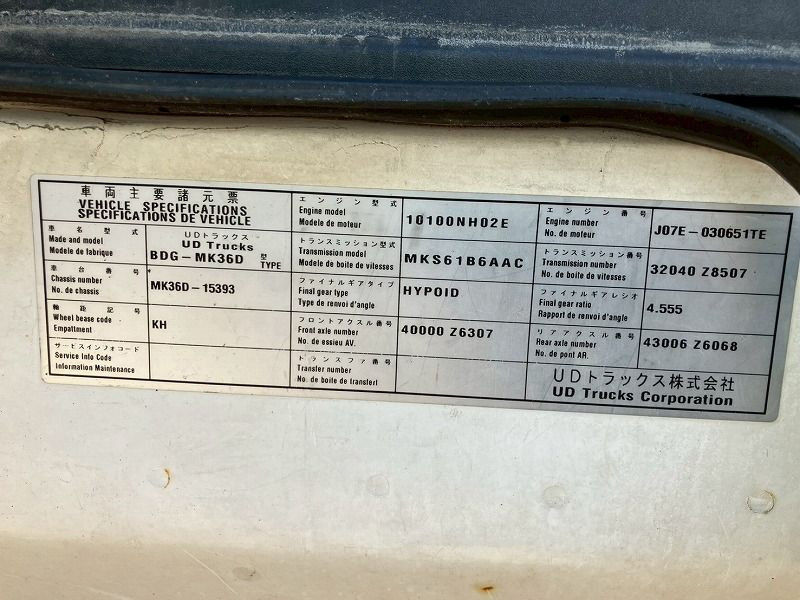 車両主要諸元票
VEHICLE SPECIFICATIONS
SPECIFICATIONS DE VEHICLE
車名型式
Made and model
Modele de fabrique
UDトラックス
UD Trucks
BDG-MK36D 型 TYPE
車台番号
Chassis number
No. de chassis
MK36D-15393
軸距記号
Wheel base code
Empattment
KH
サービスインフォコード
Service Info Code
Information Maintenance
エンジン型式
Engine model
Modele de moteur
10100NH02E
トランスミッション型式
Transmission model
Modele de boite de vitesses
MKS61B6AAC
ファイナルギアタイプ
Final gear type
Type de renvoi d'angle
HYPOID
フロントアクスル番号
Front axle number
No. de essieu AV.
40000 Z6307
トランスファ番号
Transfer number
No. de boite de transferl
エンジン番号
Engine number
No. de moteur
J07E-030651TE
トランスミッション番号
Transmission number
No. de boite de vitesses
32040 Z8507
ファイナルギアレシオ
Final gear ratio
Rapport de renvoi d'angle
4.555
リアアクスル番号
Rear axle number
No. de pont AR.
43006 Z6068
UDトラックス株式会社
UD Trucks Corporation